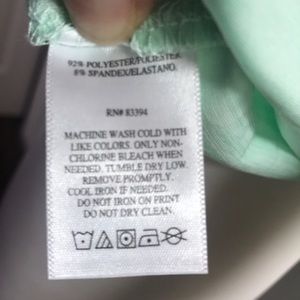 92% POLYESTER/POLIESTER
8% SPANDEX/ELASTANO.
RN# 83394
MACHINE WASH COLD WITH
LIKE COLORS. ONLY NON-
CHLORINE BLEACH WHEN
NEEDED. TUMBLE DRY LOW.
REMOVE PROMPTLY.
COOL IRON IF NEEDED.
DO NOT IRON ON PRINT
DO NOT DRY CLEAN.